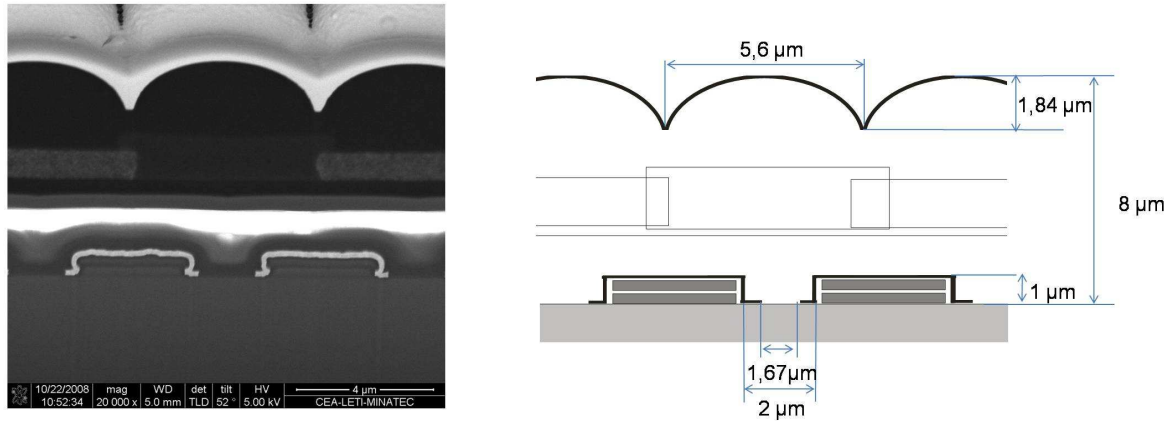 10/22/2008 mag WD det tilt HV 4 µm
10:52:34 20 000 x 5.0 mm TLD 52 ° 5.00 kV CEA-LETI-MINATEC
5,6 µm
1,84 µm
8 µm
1 µm
1,67µm
2 µm